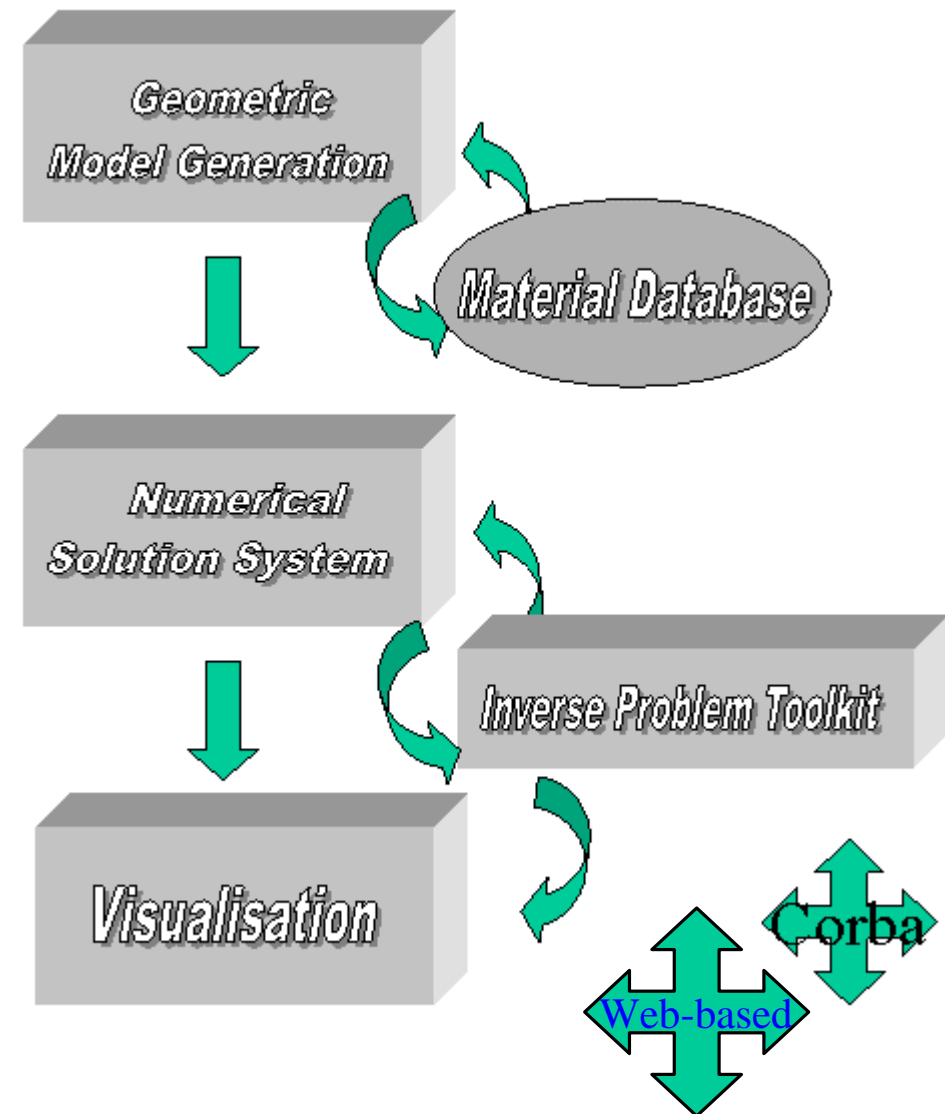 Geometric
Model Generation
Material Database
Numerical
Solution System
Inverse Problem Toolkit
Visualisation
Corba
Web-based